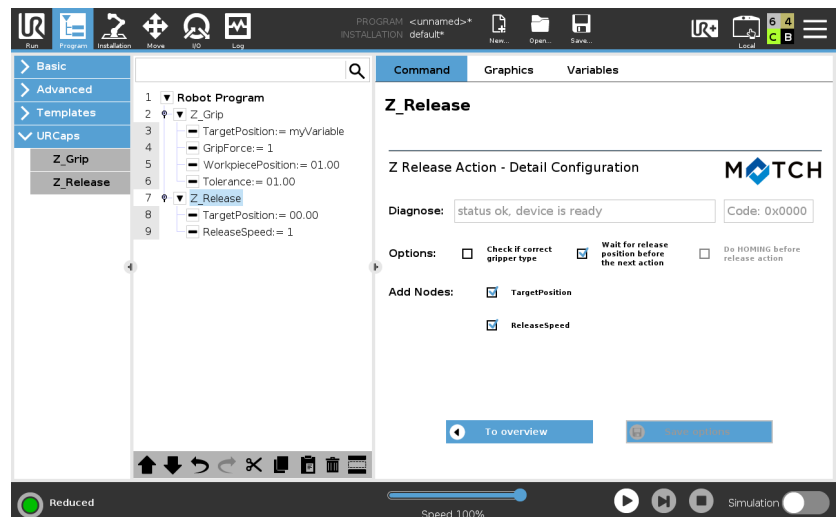 PROGRAM <unnamed>*
INSTALLATION default*
Run Program Installation Move I/O Log New... Open... Save... Local
UR+
6 4
C B
Basic
Advanced
Templates
URCaps
Z_Grip
Z_Release
1 Robot Program
2 Z_Grip
3 TargetPosition:= myVariable
4 GripForce:= 1
5 WorkpiecePosition:= 01.00
6 Tolerance:= 01.00
7 Z_Release
8 TargetPosition:= 00.00
9 ReleaseSpeed:= 1
Command Graphics Variables
Z_Release
Z Release Action - Detail Configuration
MATCH
Diagnose: status ok, device is ready Code: 0x0000
Options:
Check if correct
gripper type
Wait for release
position before
the next action
Do HOMING before
release action
Add Nodes: TargetPosition
ReleaseSpeed
To overview
Reduced
Speed 100%
Simulation